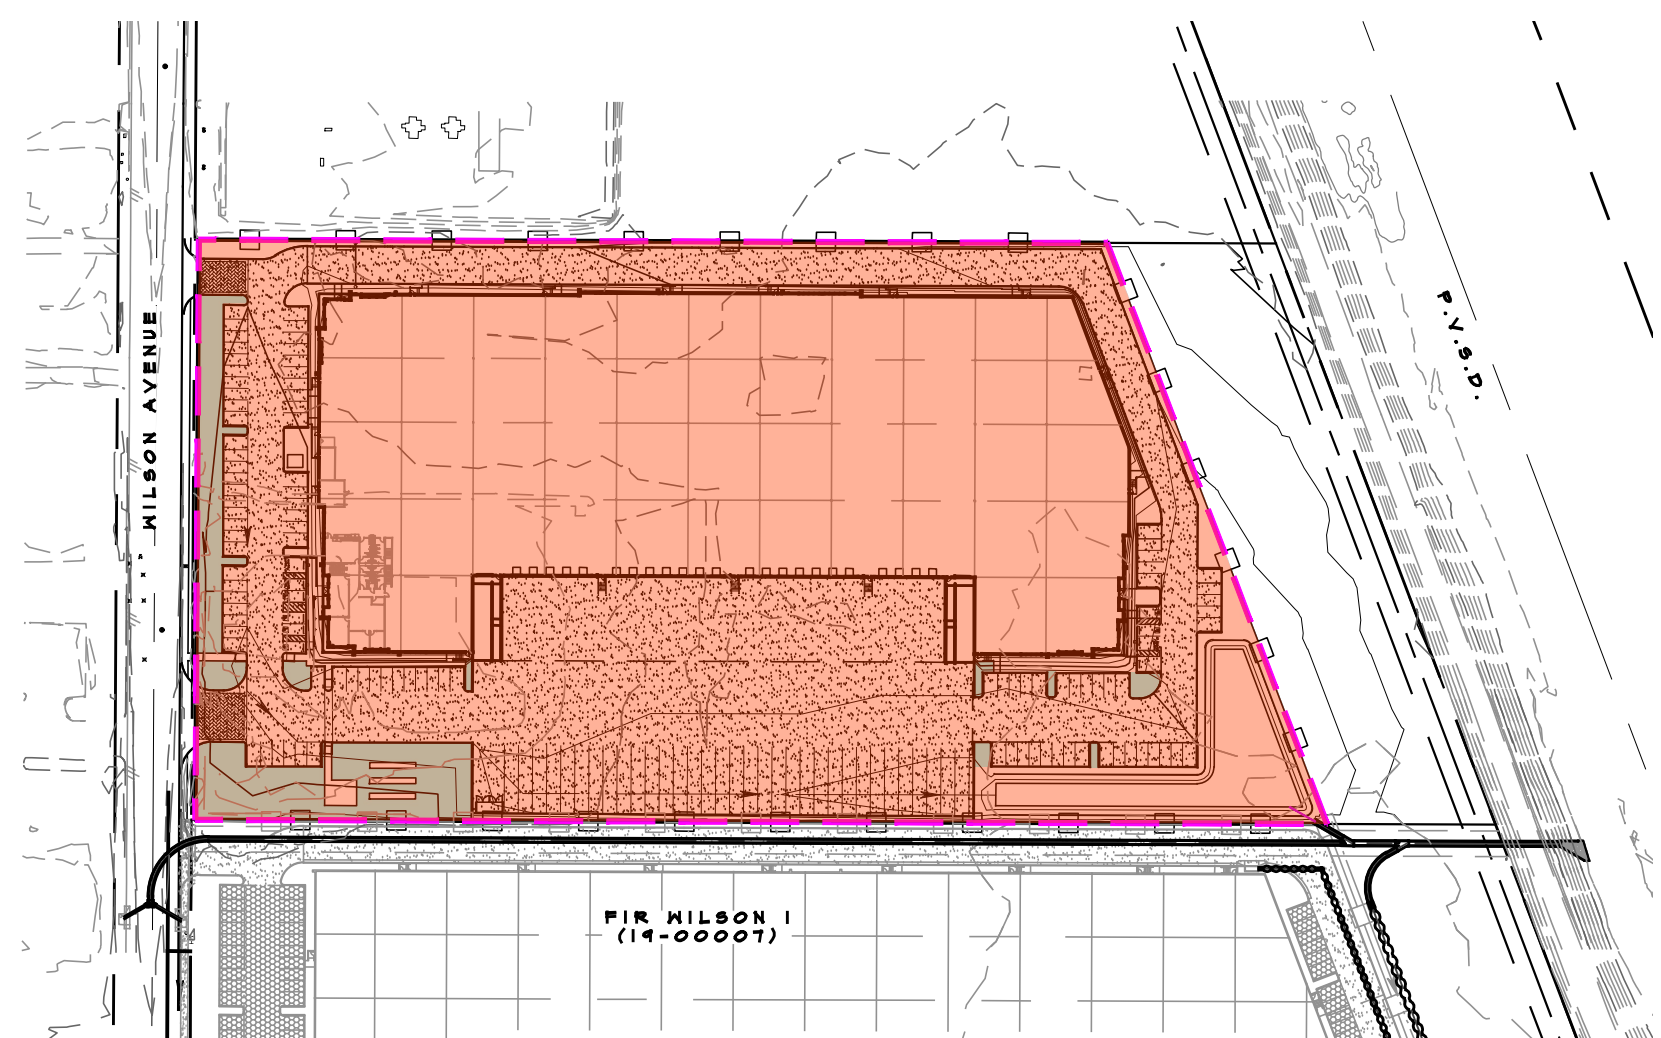 WILSON AVENUE
P.V.S.D.
FIR WILSON I
(19-00007)